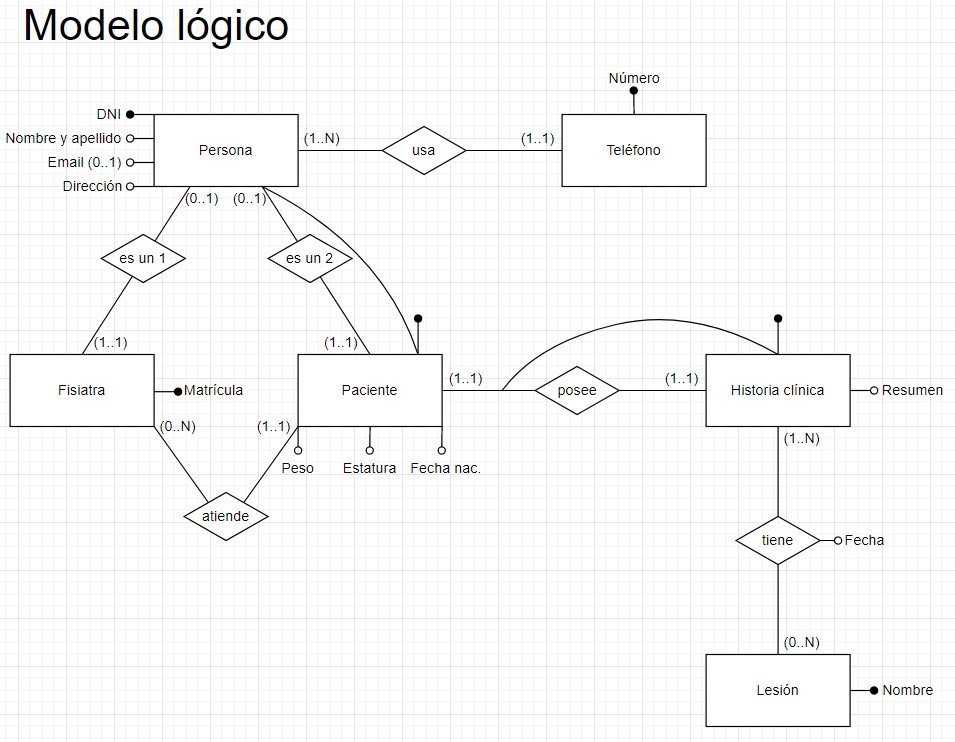 Modelo lógico
Número
DNI
Nombre y apellido
Email (0..1)
Dirección
Persona
(1..N)
usa
(1..1)
Teléfono
(0..1)
(0..1)
es un 1
es un 2
(1..1)
(1..1)
Fisiatra
Matrícula
Paciente
(1..1)
posee
(1..1)
Historia clínica
Resumen
(0..N)
(1..1)
(1..N)
Peso
Estatura
Fecha nac.
atiende
tiene
Fecha
(0..N)
Lesión
Nombre